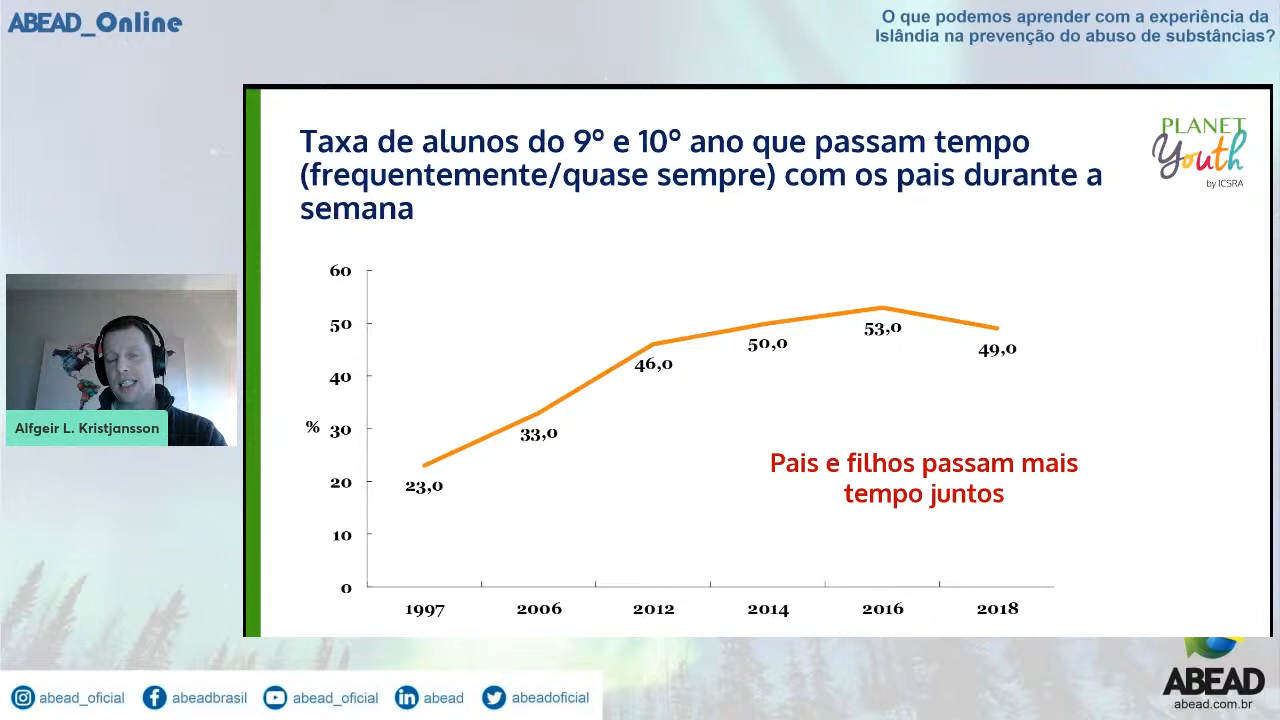 ABEAD_Online
O que podemos aprender com a experiência da
Islândia na prevenção do abuso de substâncias?
Taxa de alunos do 9° e 10° ano que passam tempo
(frequentemente/quase sempre) com os pais durante a
semana
PLANET
Youth
by ICSRA
60
50
40
% 30
20
10
0
23,0
33,0
46,0
50,0
53,0
49,0
Pais e filhos passam mais
tempo juntos
1997 2006 2012 2014 2016 2018
Alfgeir L. Kristjansson
abead_oficial abeadbrasil abead_oficial abead abeadoficial
ABEAD
abead.com.br